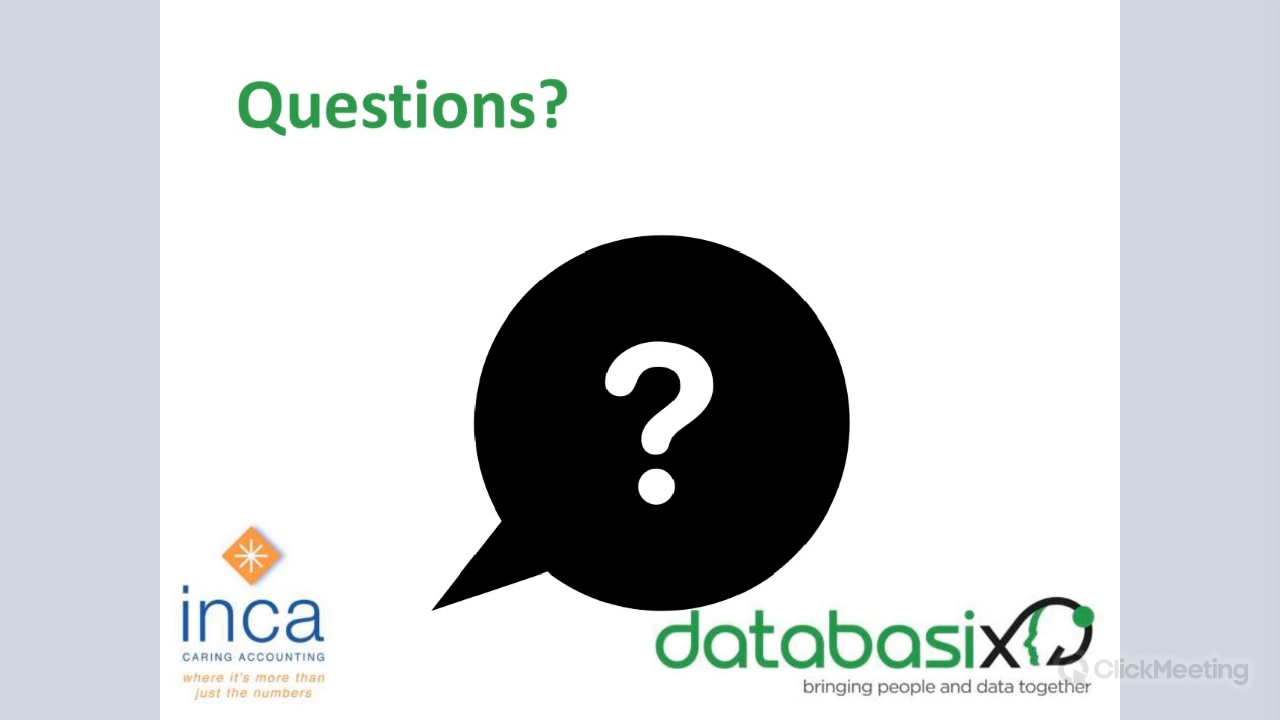 Questions?
?
inca
CARING ACCOUNTING
where it's more than
just the numbers
databasix
bringing people and data together
ClickMeeting